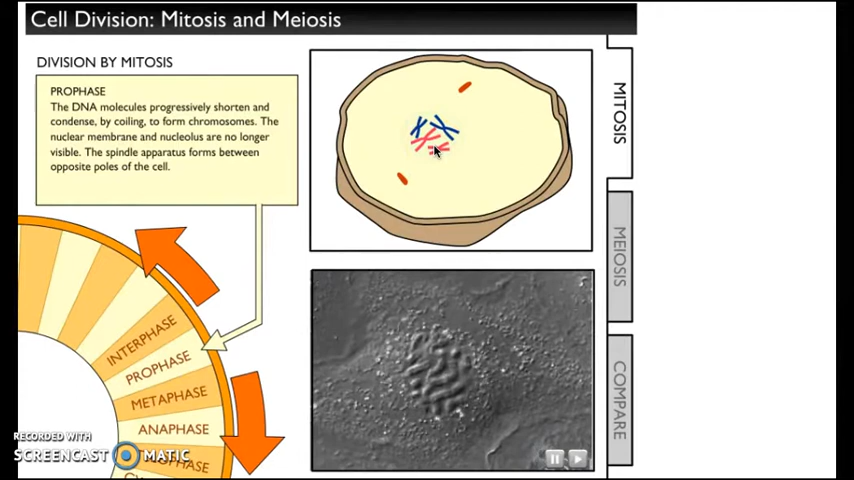 Cell Division: Mitosis and Meiosis
DIVISION BY MITOSIS
PROPHASE
The DNA molecules progressively shorten and
condense, by coiling, to form chromosomes. The
nuclear membrane and nucleolus are no longer
visible. The spindle apparatus forms between
opposite poles of the cell.
MITOSIS
MEIOSIS
COMPARE
INTERPHASE
PROPHASE
METAPHASE
ANAPHASE
RECORDED WITH
SCREENCAST MATIC